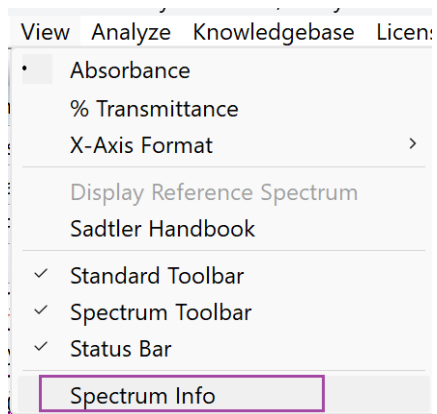 View Analyze Knowledgebase
Absorbance
% Transmittance
X-Axis Format
Display Reference Spectrum
Sadtler Handbook
Standard Toolbar
Spectrum Toolbar
Status Bar
Spectrum Info